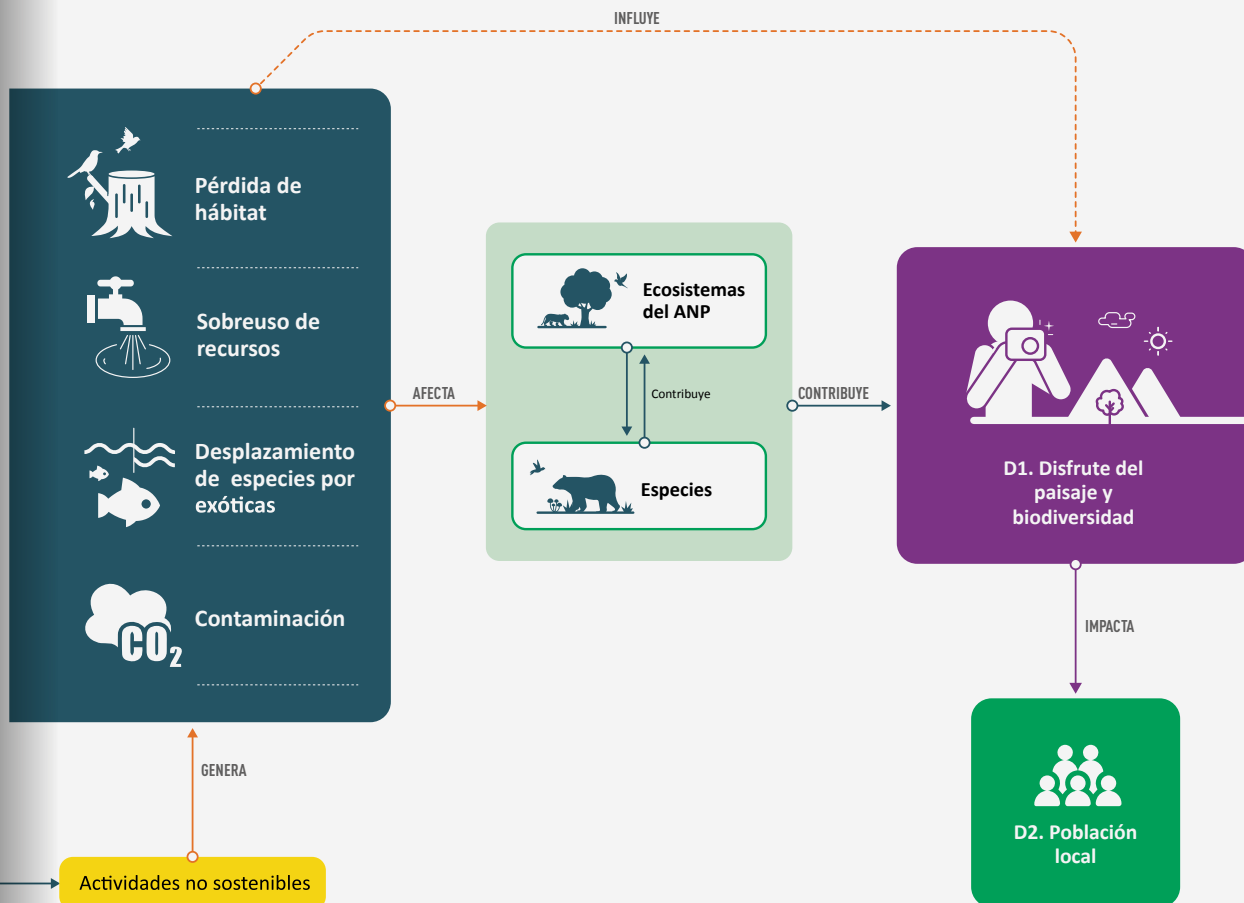 INFLUYE
Pérdida de
hábitat
Sobreuso de
recursos
Desplazamiento
de especies por
exóticas
CO2
Contaminación
AFECTA
Ecosistemas
del ANP
Contribuye
Especies
CONTRIBUYE
D1. Disfrute del
paisaje y
biodiversidad
IMPACTA
D2. Población
local
GENERA
Actividades no sostenibles